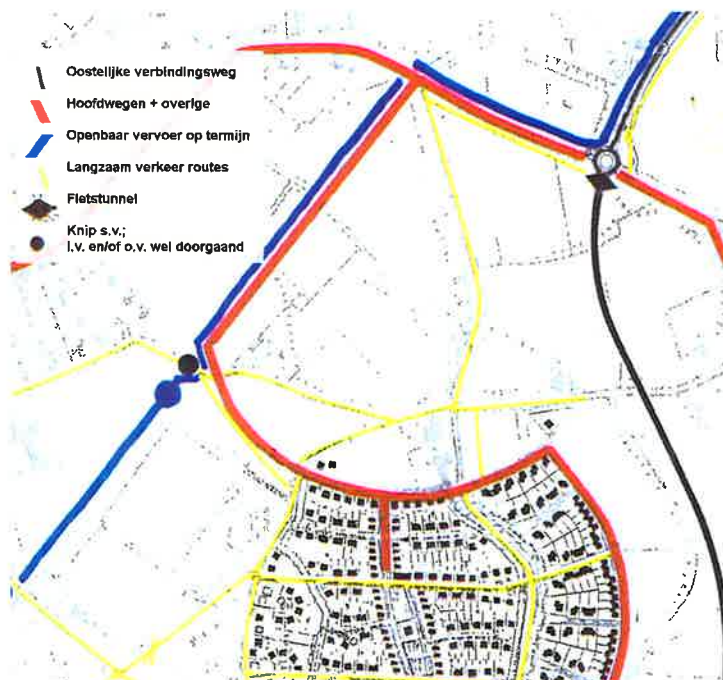 Oostelijke verbindingsweg
Hoofdwegen + overige
Openbaar vervoer op termijn
Langzaam verkeer routes
Fietstunnel
Knip s.v.;
l.v. en/of o.v. wel doorgaand